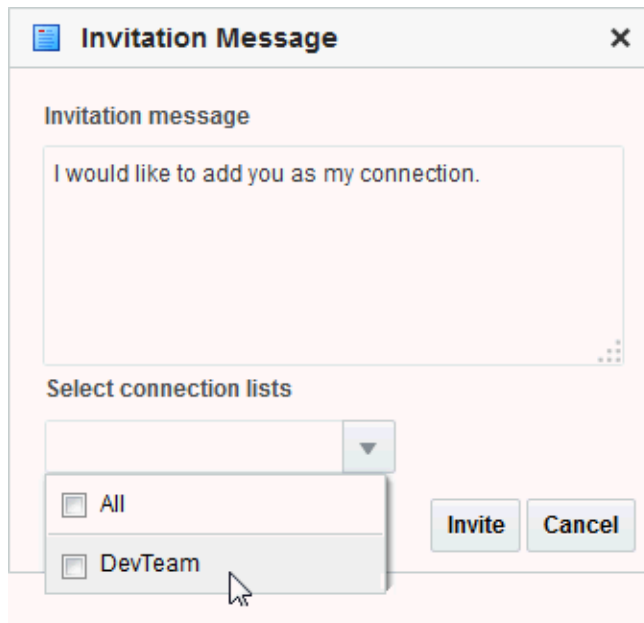 Invitation Message
Invitation message
I would like to add you as my connection.
Select connection lists
All
Invite Cancel
DevTeam